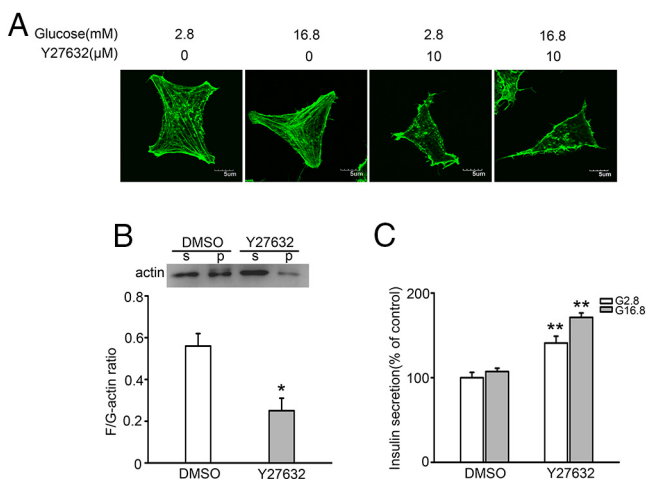 A
Glucose(mM) 2.8 16.8 2.8 16.8
Y27632(μM) 0 0 10 10
5um 5um 5um 5um
B
DMSO Y27632
s p s p
actin
0.8
0.6
0.4
0.2
0
F/G-actin ratio
*
DMSO Y27632
C
200
100
0
Insulin secretion(% of control)
** **
G2.8
G16.8
DMSO Y27632